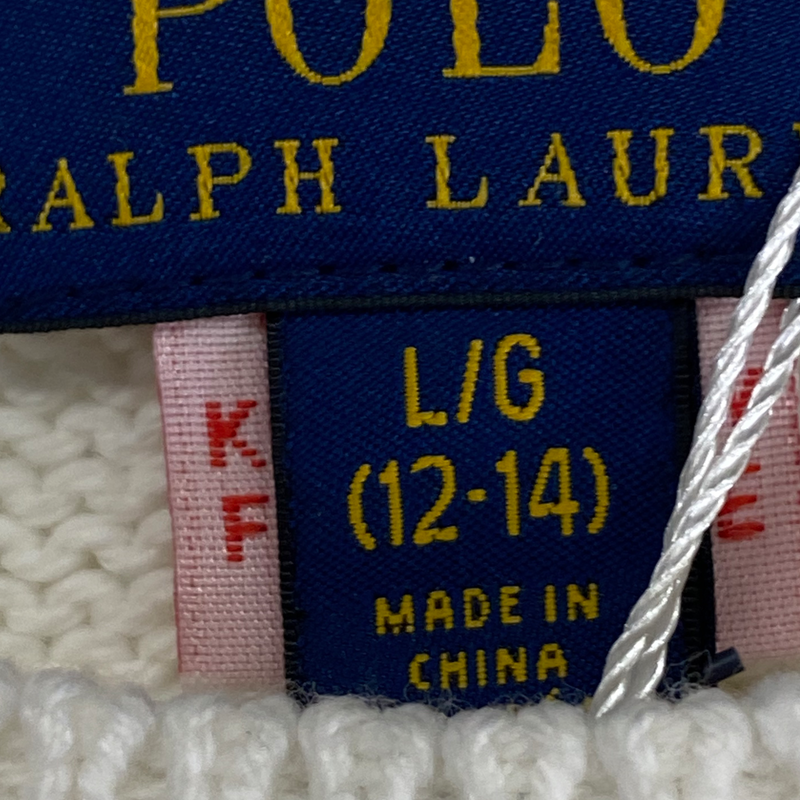 POLO
RALPH LAUR
L/G
(12-14)
MADE IN
CHINA
K
F